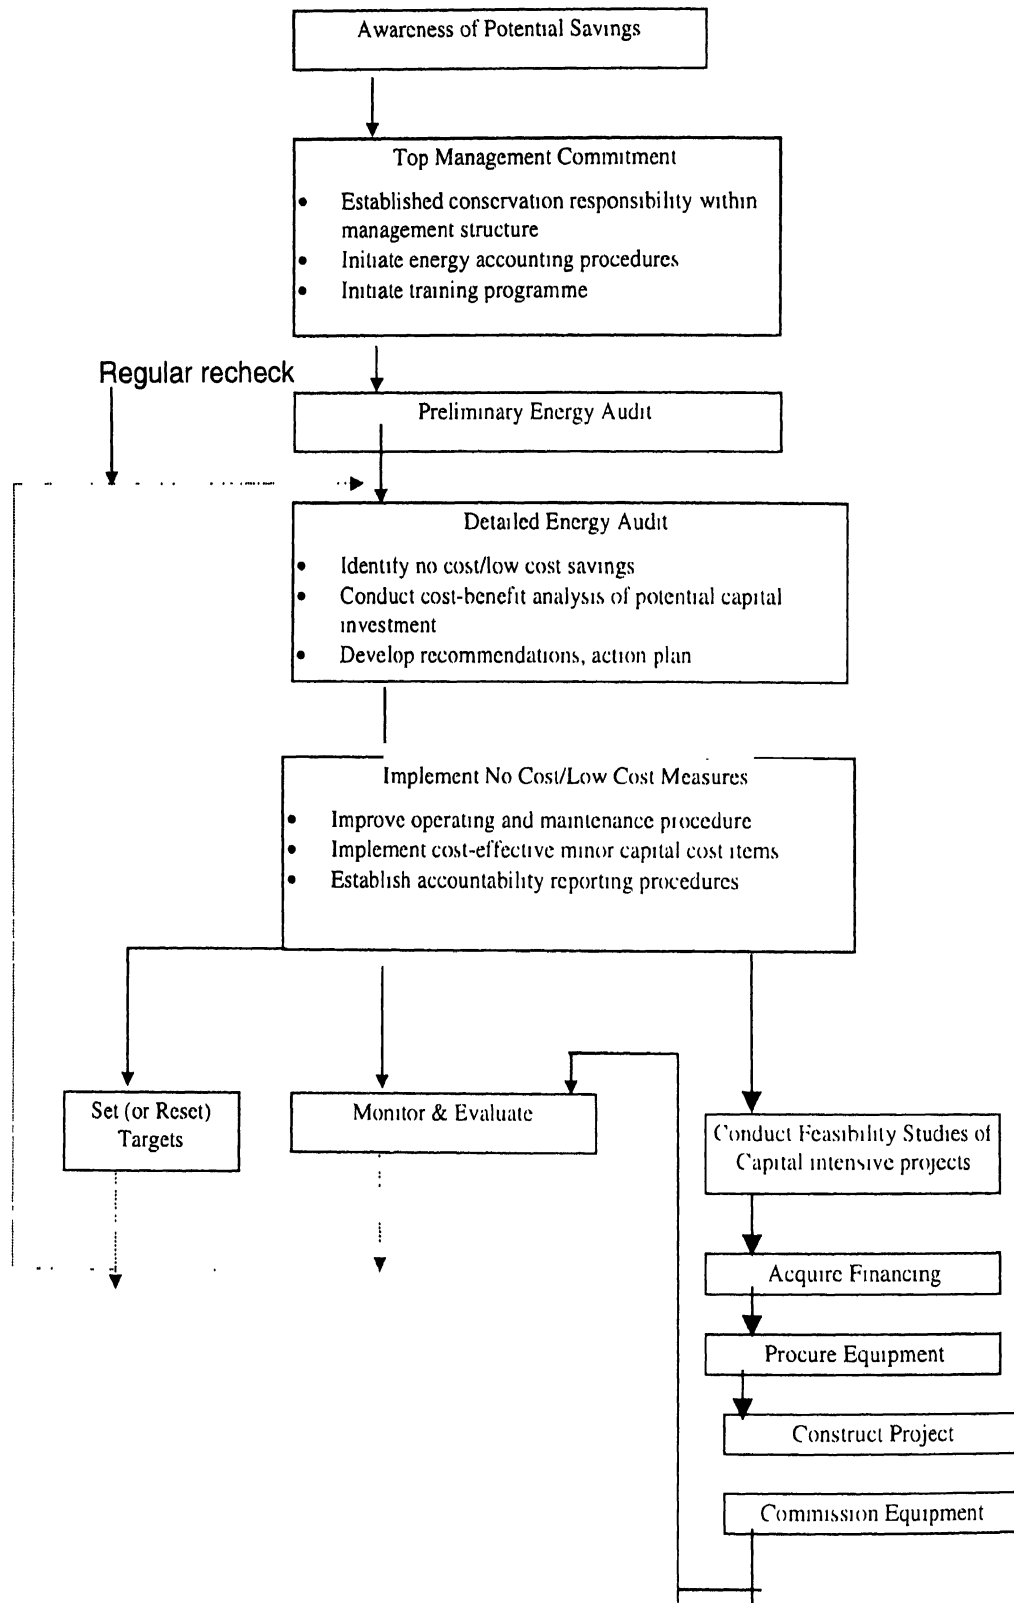 Awareness of Potential Savings
Top Management Commitment
• Established conservation responsibility within
management structure
• Initiate energy accounting procedures
• Initiate training programme
Regular recheck
Preliminary Energy Audit
Detailed Energy Audit
• Identify no cost/low cost savings
• Conduct cost-benefit analysis of potential capital
investment
• Develop recommendations, action plan
Implement No Cost/Low Cost Measures
• Improve operating and maintenance procedure
• Implement cost-effective minor capital cost items
• Establish accountability reporting procedures
Set (or Reset)
Targets
Monitor & Evaluate
Conduct Feasibility Studies of
Capital intensive projects
Acquire Financing
Procure Equipment
Construct Project
Commission Equipment